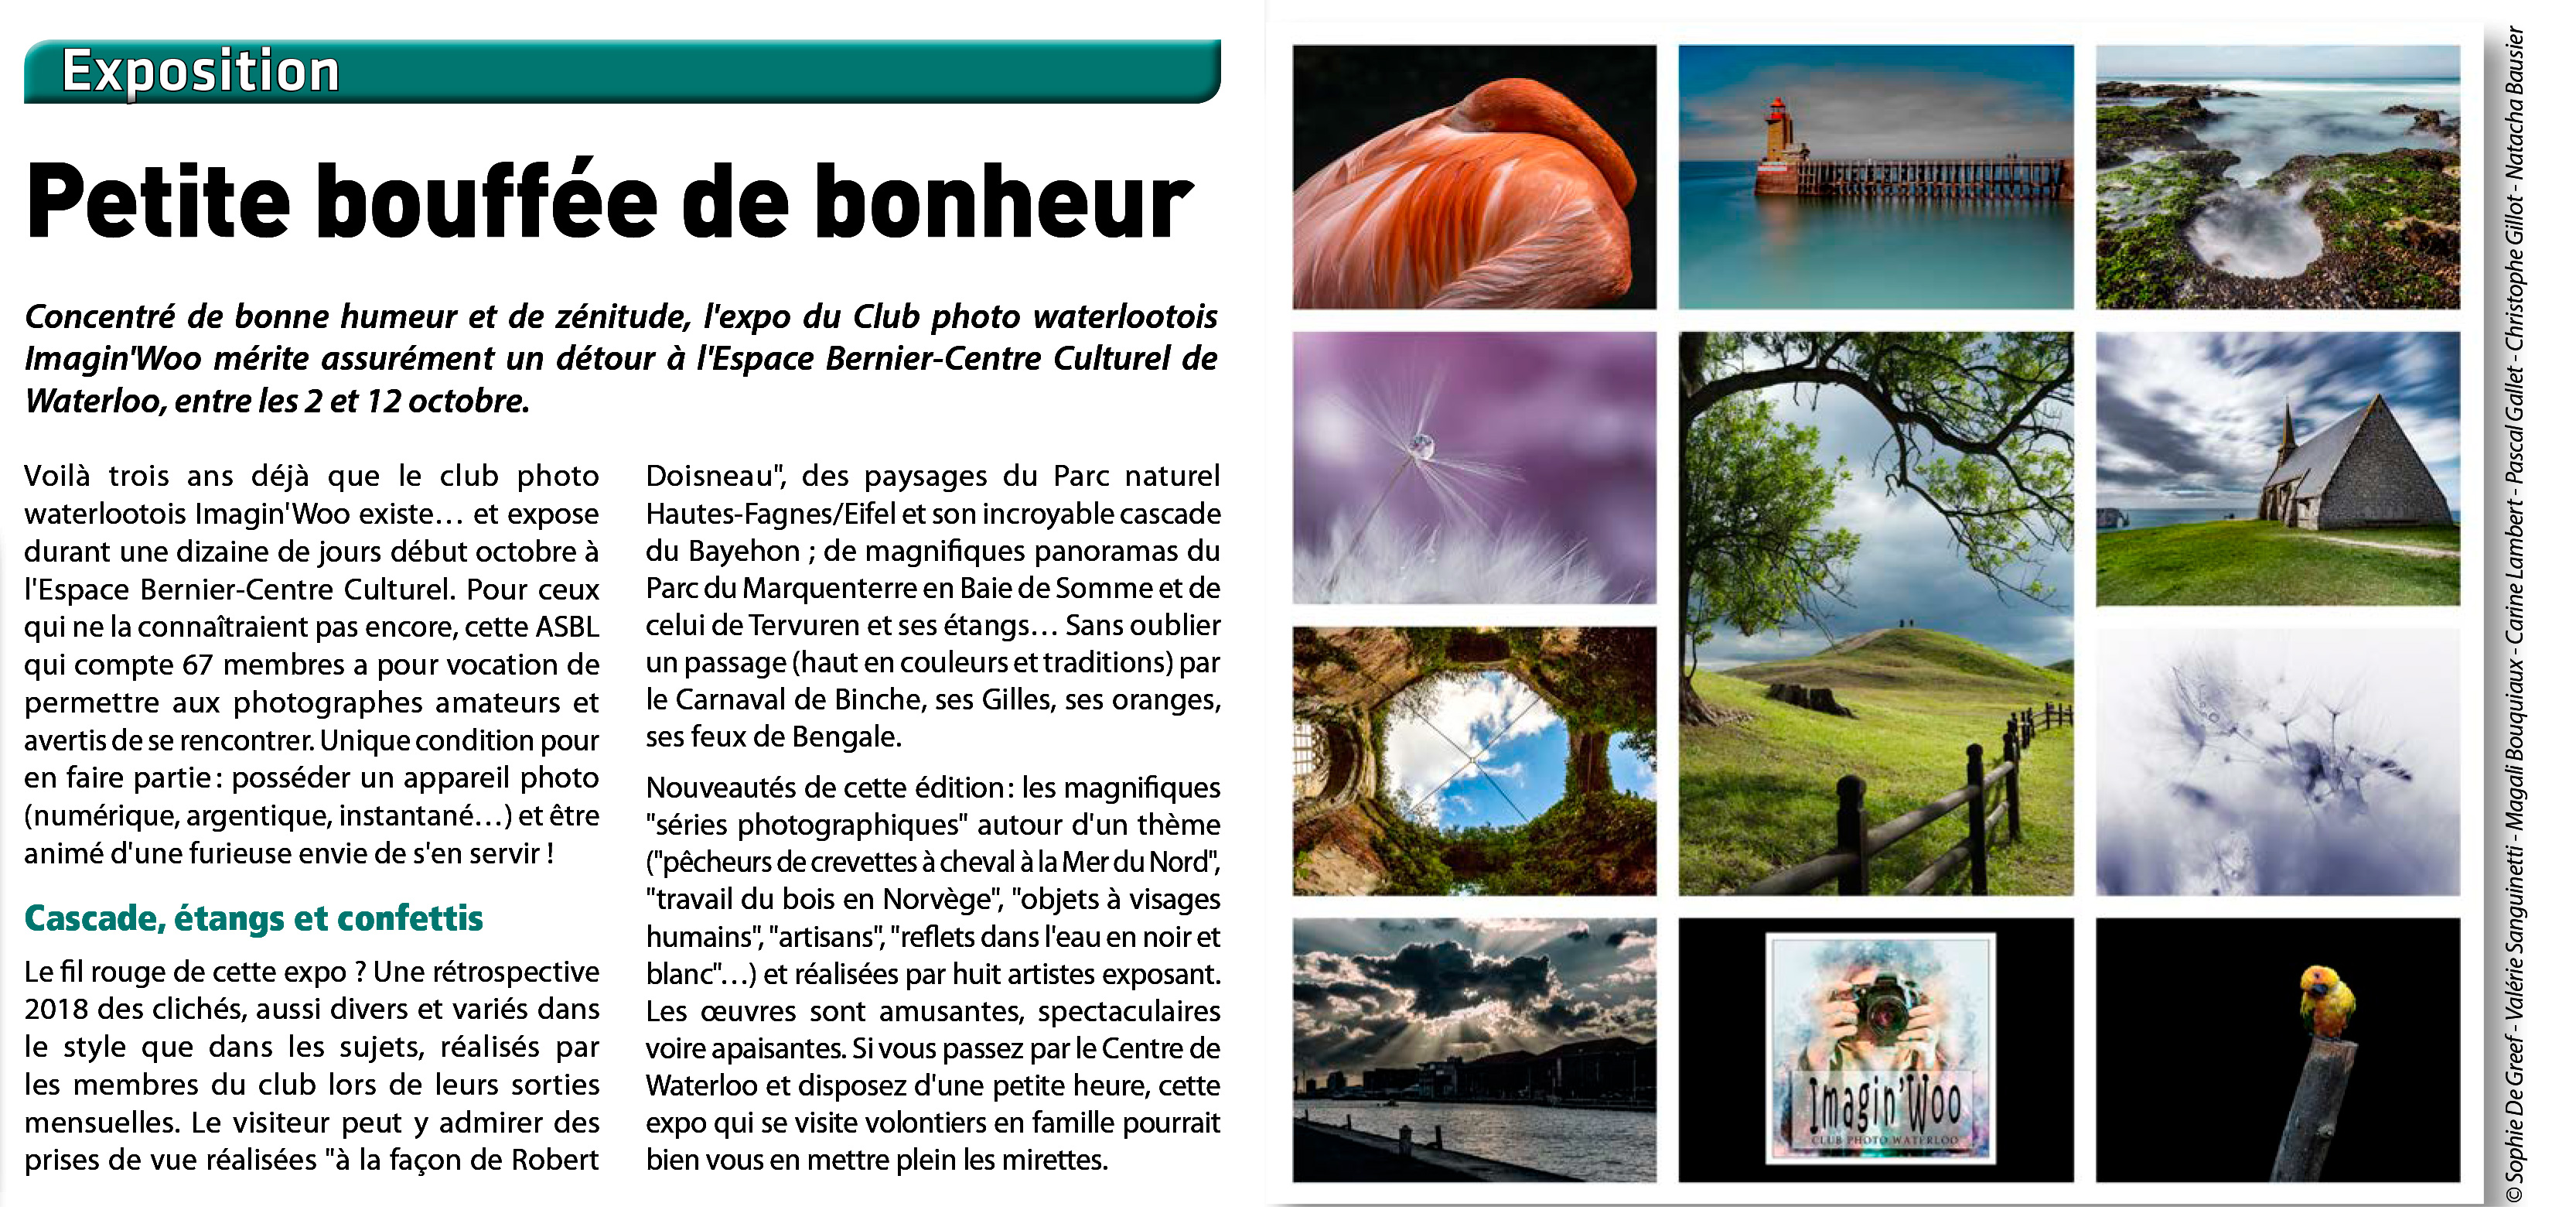 Exposition
Petite bouffée de bonheur
Concentré de bonne humeur et de zénitude, l'expo du Club photo waterlootois
Imagin'Woo mérite assurément un détour à l'Espace Bernier-Centre Culturel de
Waterloo, entre les 2 et 12 octobre.
Voilà trois ans déjà que le club photo
waterlootois Imagin'Woo existe… et expose
durant une dizaine de jours début octobre à
l'Espace Bernier-Centre Culturel. Pour ceux
qui ne la connaîtraient pas encore, cette ASBL
qui compte 67 membres a pour vocation de
permettre aux photographes amateurs et
avertis de se rencontrer. Unique condition pour
en faire partie : posséder un appareil photo
(numérique, argentique, instantané…) et être
animé d'une furieuse envie de s'en servir !
Cascade, étangs et confettis
Le fil rouge de cette expo ? Une rétrospective
2018 des clichés, aussi divers et variés dans
le style que dans les sujets, réalisés par
les membres du club lors de leurs sorties
mensuelles. Le visiteur peut y admirer des
prises de vue réalisées "à la façon de Robert
Doisneau", des paysages du Parc naturel
Hautes-Fagnes/Eifel et son incroyable cascade
du Bayehon ; de magnifiques panoramas du
Parc du Marquenterre en Baie de Somme et de
celui de Tervuren et ses étangs… Sans oublier
un passage (haut en couleurs et traditions) par
le Carnaval de Binche, ses Gilles, ses oranges,
ses feux de Bengale.
Nouveautés de cette édition : les magnifiques
"séries photographiques" autour d'un thème
("pêcheurs de crevettes à cheval à la Mer du Nord",
"travail du bois en Norvège", "objets à visages
humains", "artisans", "reflets dans l'eau en noir et
blanc"…) et réalisées par huit artistes exposant.
Les œuvres sont amusantes, spectaculaires
voire apaisantes. Si vous passez par le Centre de
Waterloo et disposez d'une petite heure, cette
expo qui se visite volontiers en famille pourrait
bien vous en mettre plein les mirettes.
Imagin'Woo
CLUB PHOTO WATERLOO
© Sophie De Greef - Valérie Sanguinetti - Magali Bouquiaux - Carine Lambert - Pascal Gallet - Christophe Gillot - Natacha Bausier